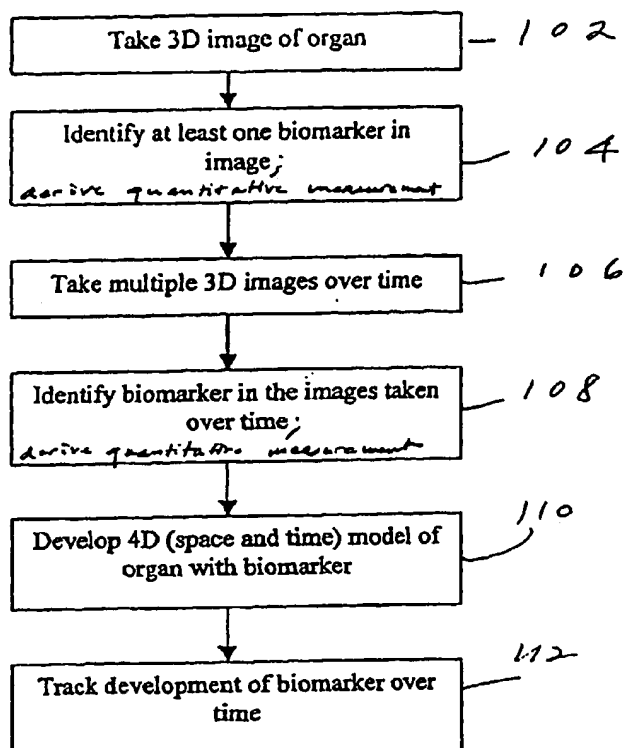 Take 3D image of organ
102
Identify at least one biomarker in
image;
104
derive quantitative measurement
Take multiple 3D images over time
106
Identify biomarker in the images taken
over time;
108
derive quantitative measurement
110
Develop 4D (space and time) model of
organ with biomarker
112
Track development of biomarker over
time